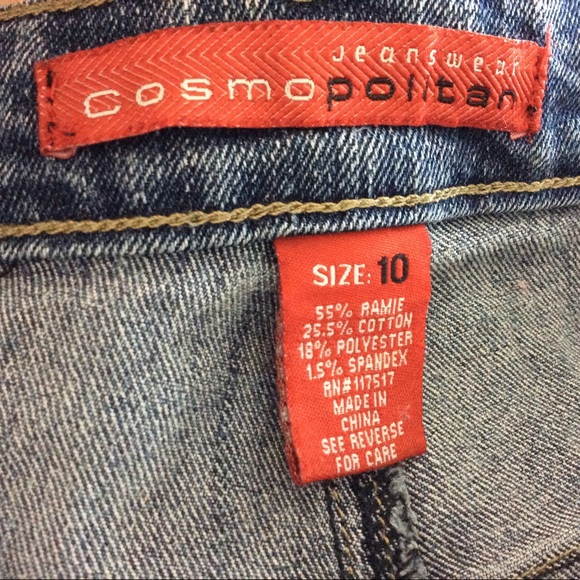 Jeanswear
cosmopolitan
SIZE: 10
55% RAMIE
25.5% COTTON
18% POLYESTER
1.5% SPANDEX
RN#117517
MADE IN
CHINA
SEE REVERSE
FOR CARE